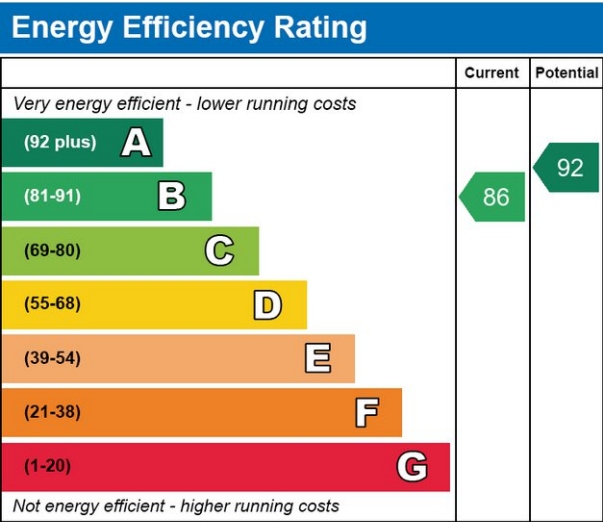 Energy Efficiency Rating
Current Potential
Very energy efficient - lower running costs
(92 plus) A
92
(81-91) B
86
(69-80) C
(55-68) D
(39-54) E
(21-38) F
(1-20) G
Not energy efficient - higher running costs